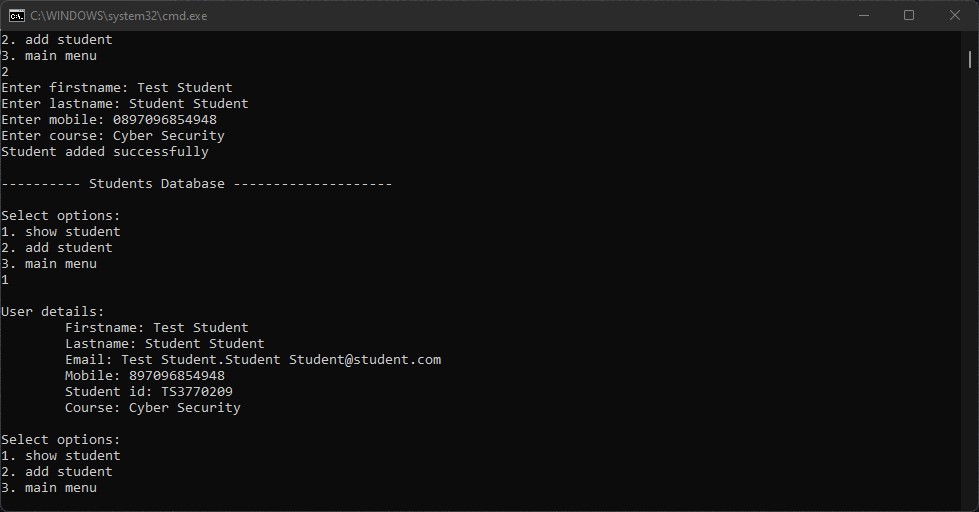 C:\WINDOWS\system32\cmd.exe
2. add student
3. main menu
2
Enter firstname: Test Student
Enter lastname: Student Student
Enter mobile: 0897096854948
Enter course: Cyber Security
Student added successfully
---------- Students Database --------------------
Select options:
1. show student
2. add student
3. main menu
1
User details:
Firstname: Test Student
Lastname: Student Student
Email: Test Student.Student Student@student.com
Mobile: 897096854948
Student id: TS3770209
Course: Cyber Security
Select options:
1. show student
2. add student
3. main menu